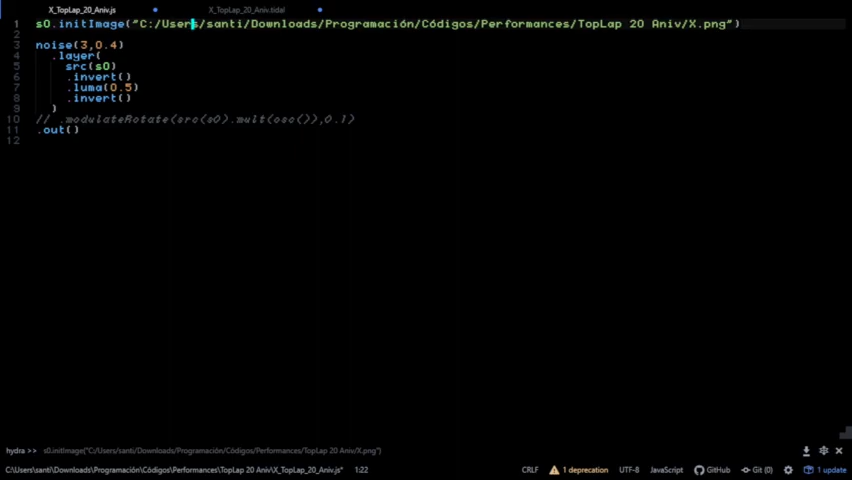 X_TopLap_20_Aniv.js
X_TopLap_20_Aniv.tidal
1 s0.initImage("C:/Users/santi/Downloads/Programación/Códigos/Performances/TopLap 20 Aniv/X.png")
2
3 noise(3,0.4)
4 .layer(
5 src(s0)
6 .invert()
7 .luma(0.5)
8 .invert()
9 )
10 // .modulateRotate(src(s0).mult(osc()),0.1)
11 .out()
12
hydra >> s0.initImage("C:/Users/santi/Downloads/Programación/Códigos/Performances/TopLap 20 Aniv/X.png")
C:\Users\santi\Downloads\Programación\Códigos\Performances\TopLap 20 Aniv\X_TopLap_20_Aniv.js* 1:22 CRLF 1 deprecation UTF-8 JavaScript GitHub Git (0) 1 update